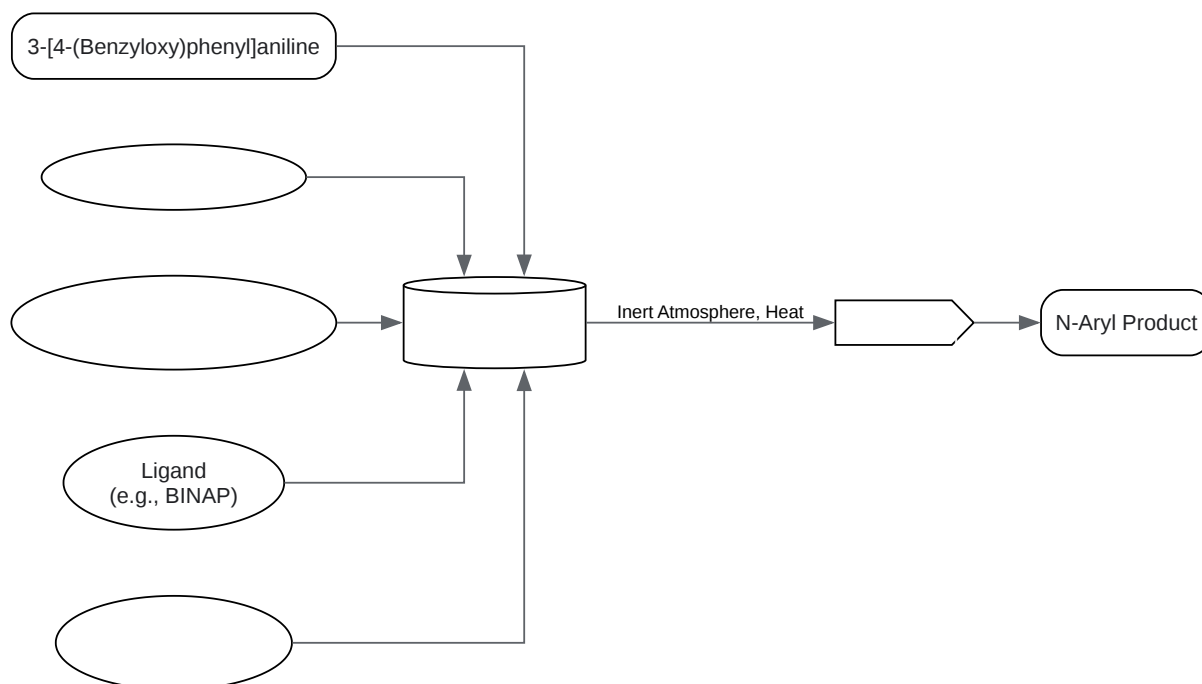 3-[4-(Benzyloxy)phenyl]aniline
Inert Atmosphere, Heat
N-Aryl Product
Ligand
(e.g., BINAP)